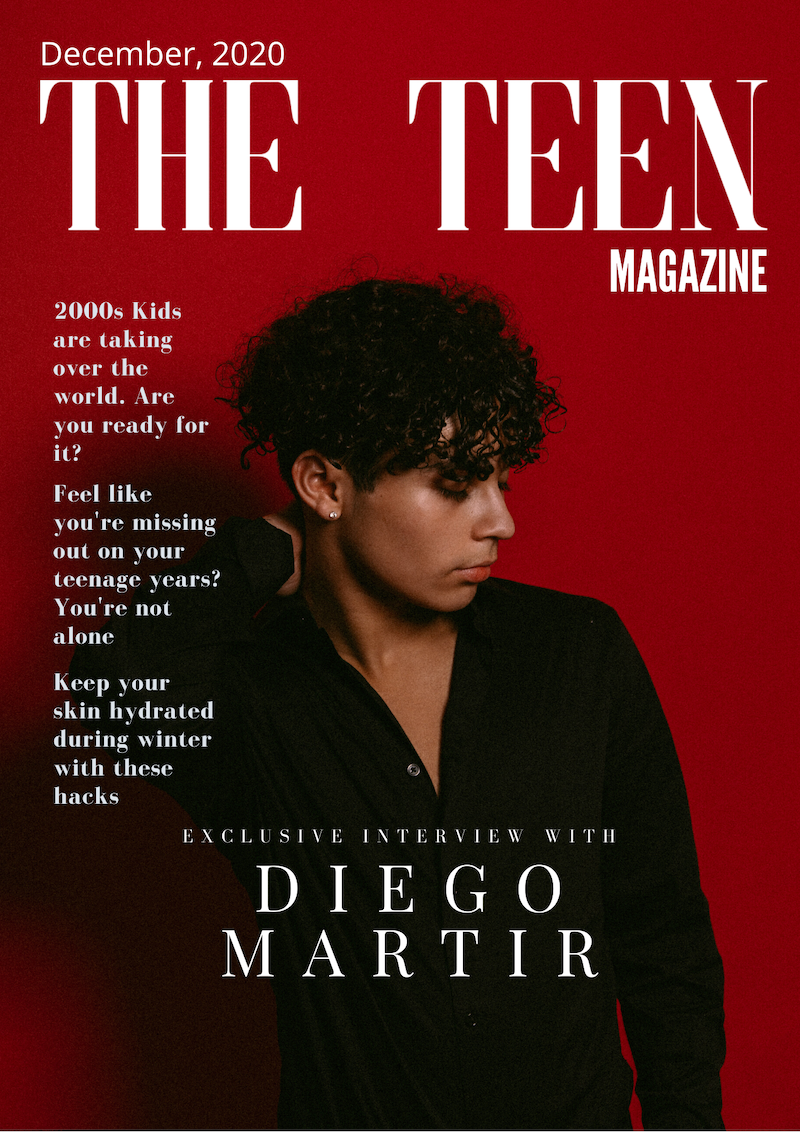 December, 2020
THE TEEN
MAGAZINE
2000s Kids
are taking
over the
world. Are
you ready for
it?
Feel like
you're missing
out on your
teenage years?
You're not
alone
Keep your
skin hydrated
during winter
with these
hacks
EXCLUSIVE INTERVIEW WITH
DIEGO
MARTIR